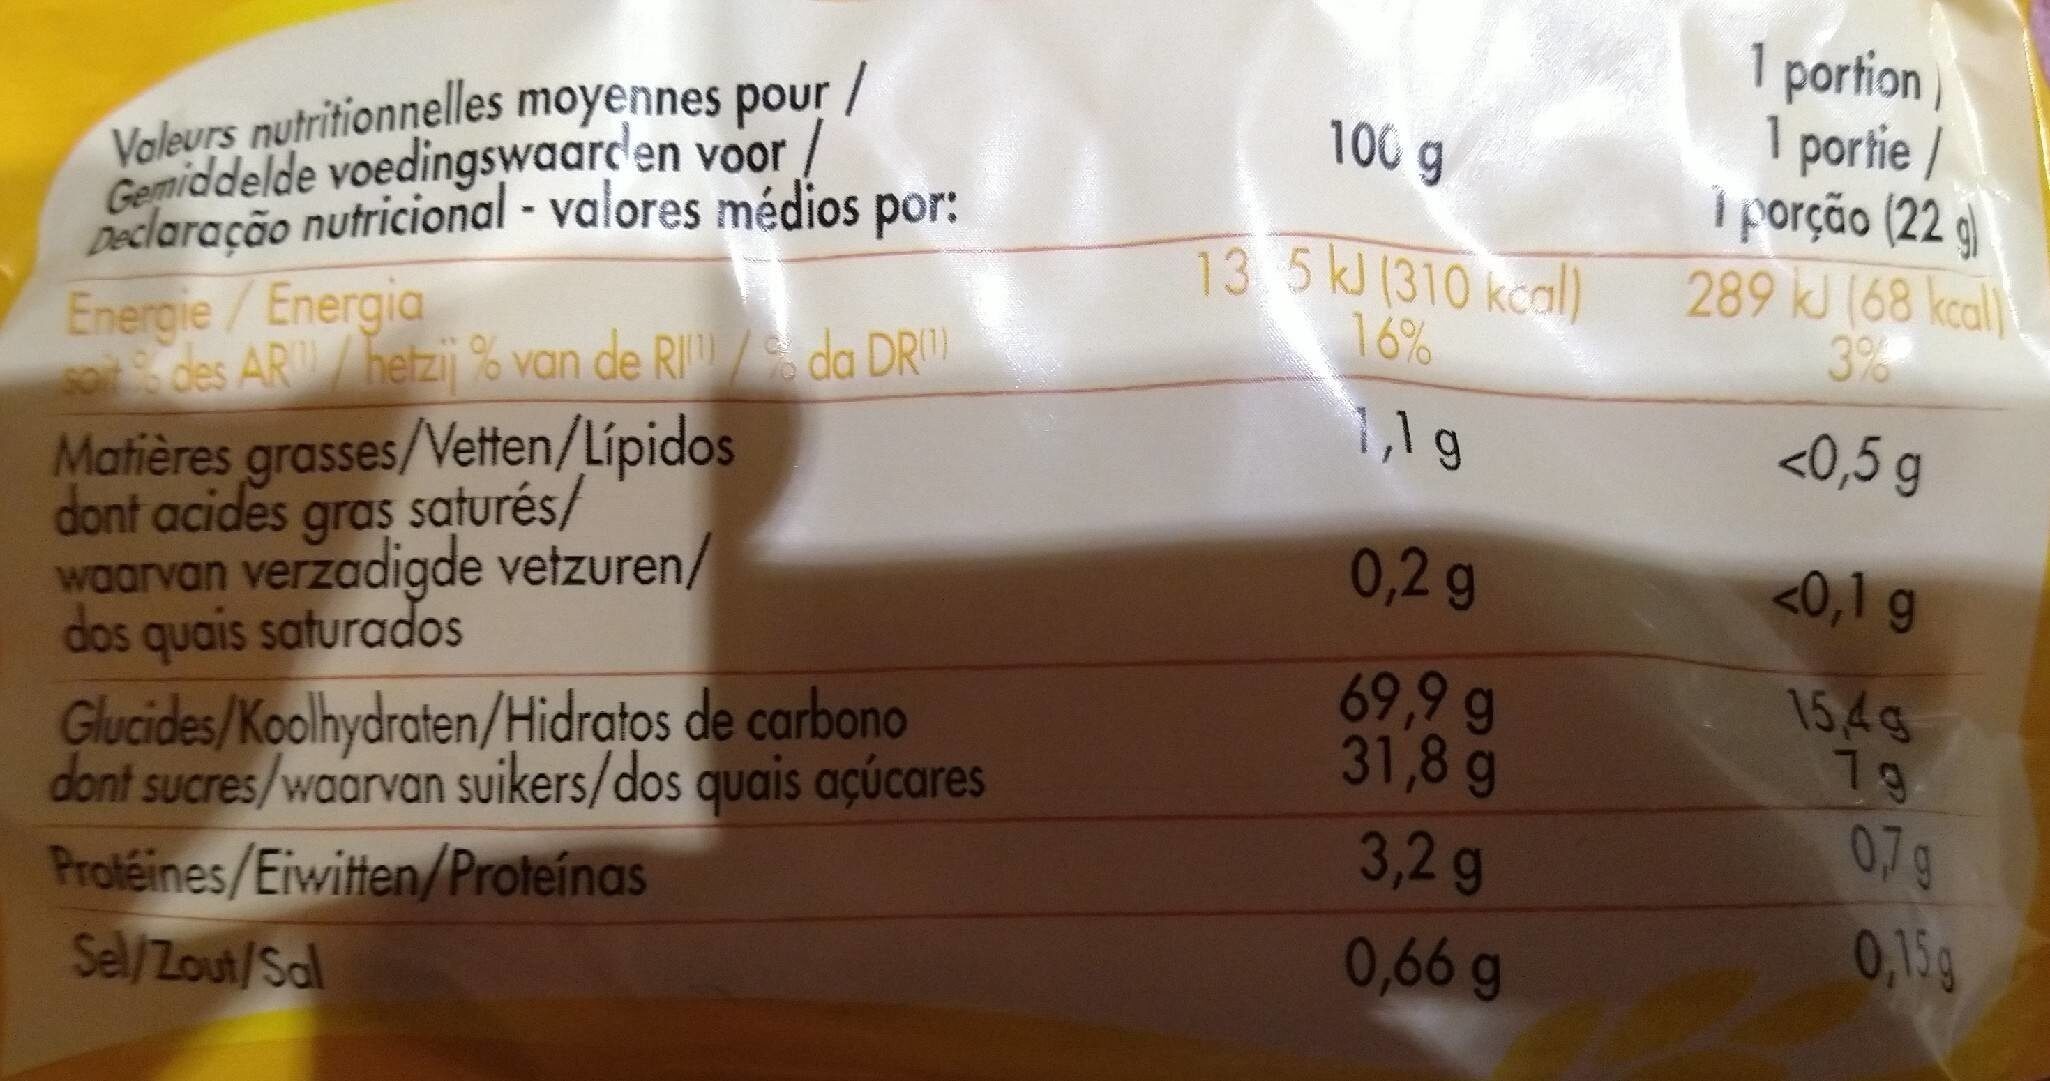 Valeurs nutritionnelles moyennes pour /
Gemiddelde voedingswaarden voor /
Declaração nutricional - valores médios por:
100 g
1 portion /
1 portie /
1 porção (22 g)
Energie / Energia
soit % des AR(1) / hetzij % van de RI(1) / % da DR(1)
kJ (310 kcal)
16%
289 kJ (68 kcal)
3%
Matières grasses/Vetten/Lípidos
1,1 g
<0,5 g
dont acides gras saturés/
waarvan verzadigde vetzuren/
dos quais saturados
0,2 g
<0,1 g
Glucides/Koolhydraten/Hidratos de carbono
69,9 g
15,4 g
dont sucres/waarvan suikers/dos quais açúcares
31,8 g
7 g
Protéines/Eiwitten/Proteínas
3,2 g
0,7 g
Sel/Zout/Sal
0,66 g
0,15 g